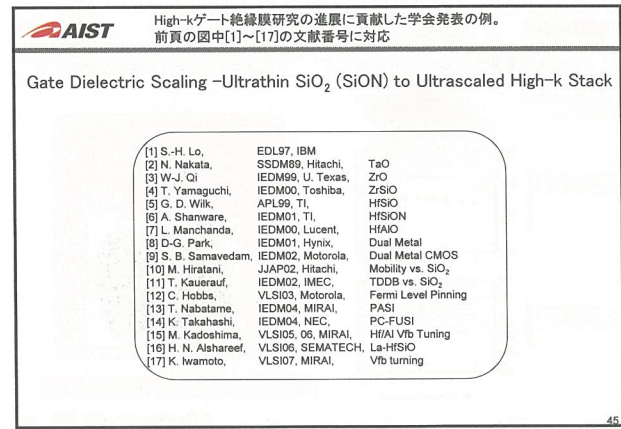 AIST
High-kゲート絶縁膜研究の進展に貢献した学会発表の例。
前頁の図中[1]～[17]の文献番号に対応
Gate Dielectric Scaling –Ultrathin SiO₂ (SiON) to Ultrascaled High-k Stack
[1] S.-H. Lo, EDL97, IBM
[2] N. Nakata, SSDM89, Hitachi, TaO
[3] W-J. Qi IEDM99, U. Texas, ZrO
[4] T. Yamaguchi, IEDM00, Toshiba, ZrSiO
[5] G. D. Wilk, APL99, TI, HfSiO
[6] A. Shanware, IEDM01, TI, HfSiON
[7] L. Manchanda, IEDM00, Lucent, HfAlO
[8] D-G. Park, IEDM01, Hynix, Dual Metal
[9] S. B. Samavedam, IEDM02, Motorola, Dual Metal CMOS
[10] M. Hiratani, JJAP02, Hitachi, Mobility vs. SiO₂
[11] T. Kauerauf, IEDM02, IMEC, TDDB vs. SiO₂
[12] C. Hobbs, VLSI03, Motorola, Fermi Level Pinning
[13] T. Nabatame, IEDM04, MIRAI, PASI
[14] K. Takahashi, IEDM04, NEC, PC-FUSI
[15] M. Kadoshima, VLSI05, 06, MIRAI, Hf/Al Vfb Tuning
[16] H. N. Alshareef, VLSI06, SEMATECH, La-HfSiO
[17] K. Iwamoto, VLSI07, MIRAI, Vfb turning
45